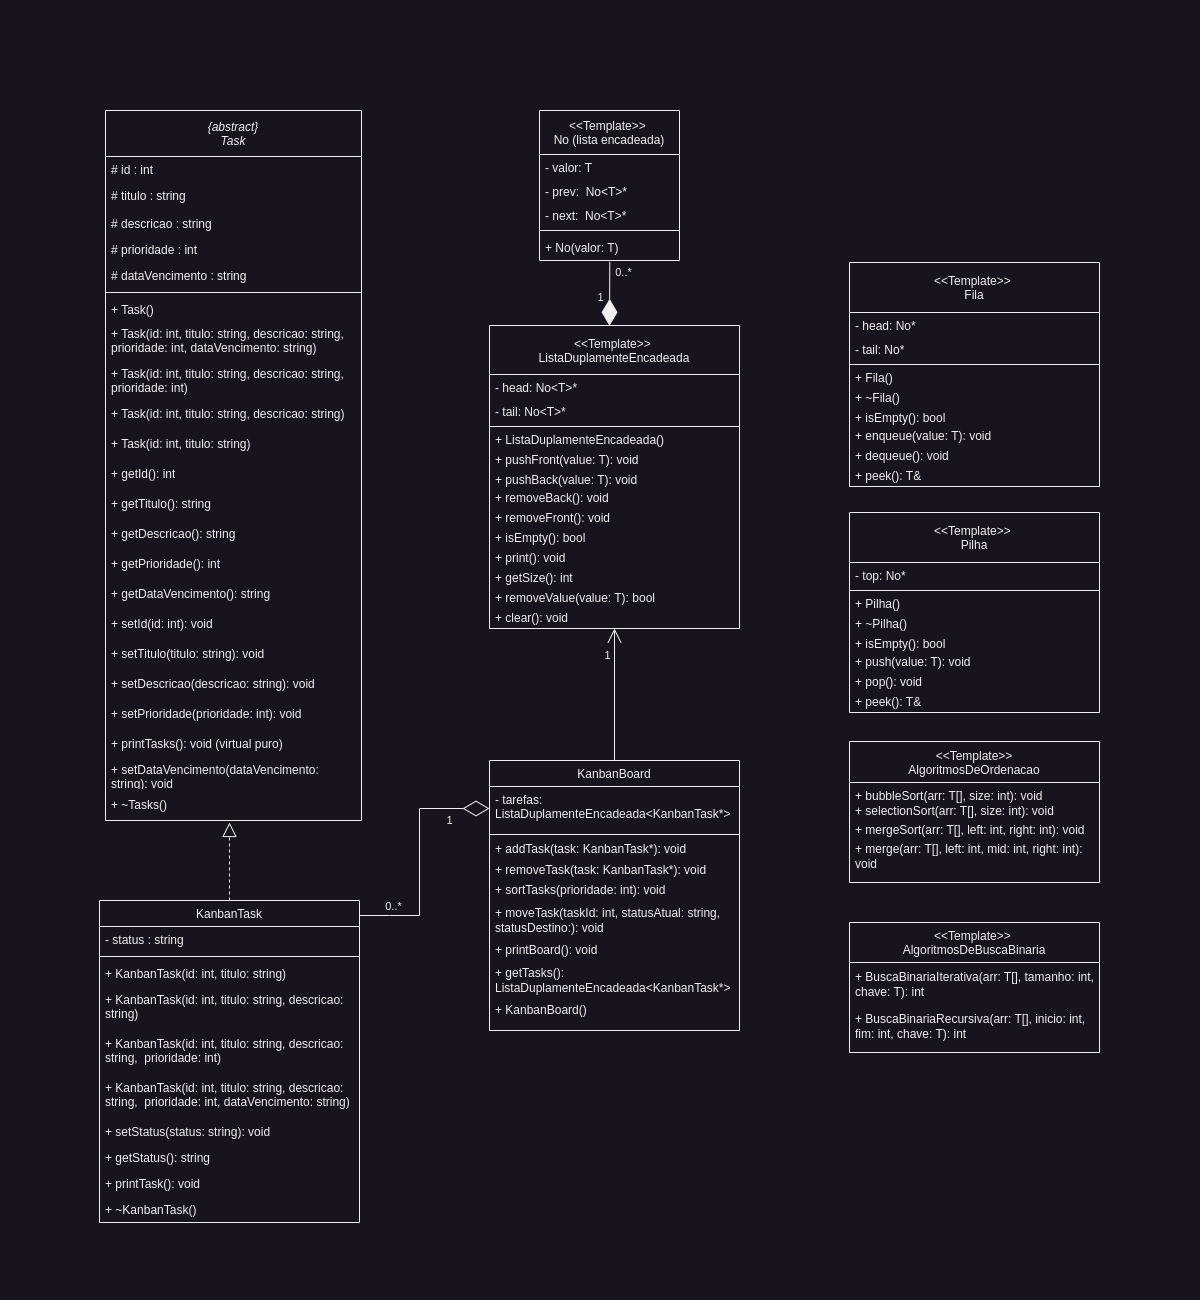 {abstract}
Task
# id : int
# titulo : string
# descricao : string
# prioridade : int
# dataVencimento : string
+ Task()
+ Task(id: int, titulo: string, descricao: string,
prioridade: int, dataVencimento: string)
+ Task(id: int, titulo: string, descricao: string,
prioridade: int)
+ Task(id: int, titulo: string, descricao: string)
+ Task(id: int, titulo: string)
+ getId(): int
+ getTitulo(): string
+ getDescricao(): string
+ getPrioridade(): int
+ getDataVencimento(): string
+ setId(id: int): void
+ setTitulo(titulo: string): void
+ setDescricao(descricao: string): void
+ setPrioridade(prioridade: int): void
+ printTasks(): void (virtual puro)
+ setDataVencimento(dataVencimento:
string): void
+ ~Tasks()
KanbanTask
- status : string
+ KanbanTask(id: int, titulo: string)
+ KanbanTask(id: int, titulo: string, descricao:
string)
+ KanbanTask(id: int, titulo: string, descricao:
string,  prioridade: int)
+ KanbanTask(id: int, titulo: string, descricao:
string,  prioridade: int, dataVencimento: string)
+ setStatus(status: string): void
+ getStatus(): string
+ printTask(): void
+ ~KanbanTask()
<<Template>>
No (lista encadeada)
- valor: T
- prev:  No<T>*
- next:  No<T>*
+ No(valor: T)
0..*
1
<<Template>>
ListaDuplamenteEncadeada
- head: No<T>*
- tail: No<T>*
+ ListaDuplamenteEncadeada()
+ pushFront(value: T): void
+ pushBack(value: T): void
+ removeBack(): void
+ removeFront(): void
+ isEmpty(): bool
+ print(): void
+ getSize(): int
+ removeValue(value: T): bool
+ clear(): void
1
KanbanBoard
- tarefas:
ListaDuplamenteEncadeada<KanbanTask*>
+ addTask(task: KanbanTask*): void
+ removeTask(task: KanbanTask*): void
+ sortTasks(prioridade: int): void
+ moveTask(taskId: int, statusAtual: string,
statusDestino:): void
+ printBoard(): void
+ getTasks():
ListaDuplamenteEncadeada<KanbanTask*>
+ KanbanBoard()
1
0..*
<<Template>>
Fila
- head: No*
- tail: No*
+ Fila()
+ ~Fila()
+ isEmpty(): bool
+ enqueue(value: T): void
+ dequeue(): void
+ peek(): T&
<<Template>>
Pilha
- top: No*
+ Pilha()
+ ~Pilha()
+ isEmpty(): bool
+ push(value: T): void
+ pop(): void
+ peek(): T&
<<Template>>
AlgoritmosDeOrdenacao
+ bubbleSort(arr: T[], size: int): void
+ selectionSort(arr: T[], size: int): void
+ mergeSort(arr: T[], left: int, right: int): void
+ merge(arr: T[], left: int, mid: int, right: int):
void
<<Template>>
AlgoritmosDeBuscaBinaria
+ BuscaBinariaIterativa(arr: T[], tamanho: int,
chave: T): int
+ BuscaBinariaRecursiva(arr: T[], inicio: int,
fim: int, chave: T): int